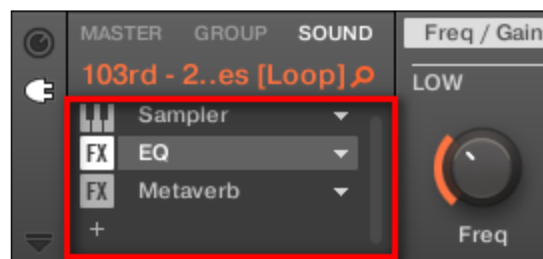 MASTER GROUP SOUND
Freq / Gain
103rd - 2..es [Loop]
LOW
Sampler
FX EQ
FX Metaverb
+
Freq